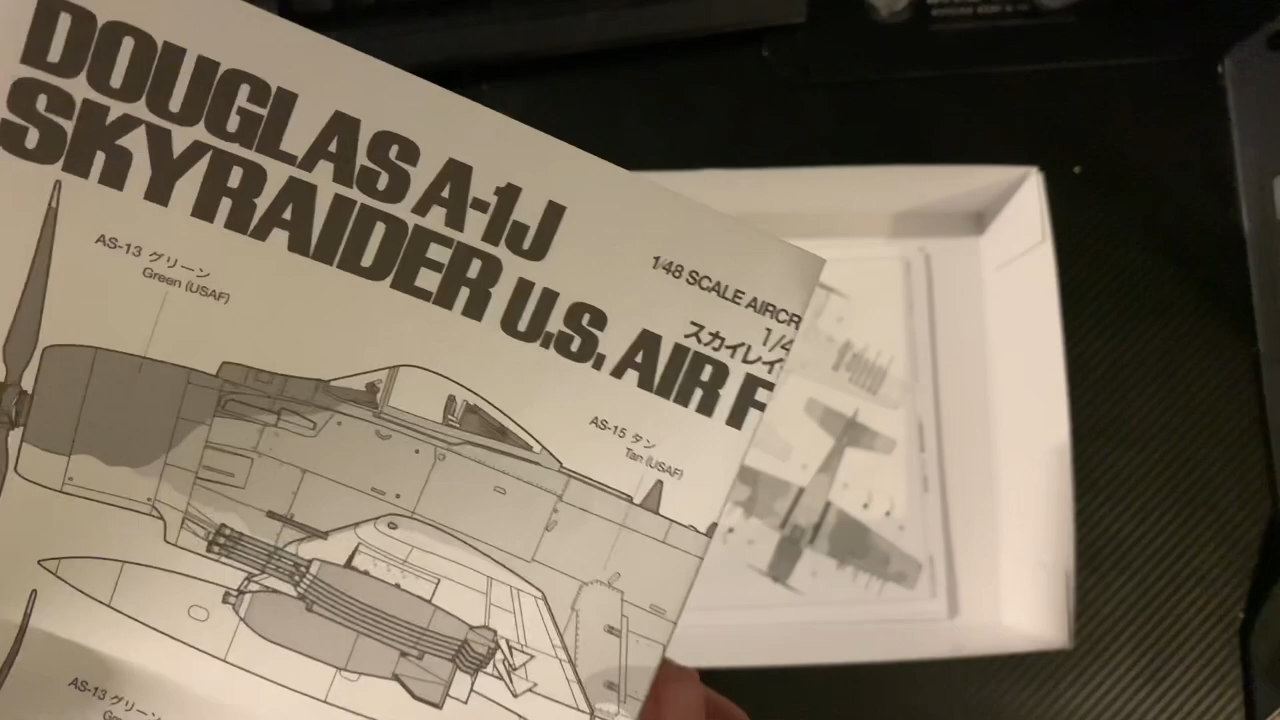 DOUGLAS A-1J
SKYRAIDER U.S. AIR F
1/48 SCALE AIRCR
1/4
スカイレイ
AS-13 グリーン
Green (USAF)
AS-15 タン
Tan (USAF)
AS-13 グリーン